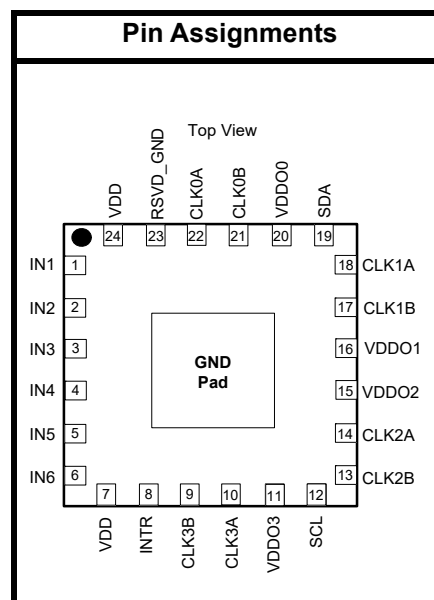 Pin Assignments
Top View
VDD
RSVD_GND
CLK0A
CLK0B
VDDO0
SDA
24
23
22
21
20
19
IN1
1
18
CLK1A
IN2
2
17
CLK1B
IN3
3
16
VDDO1
GND
Pad
IN4
4
15
VDDO2
IN5
5
14
CLK2A
IN6
6
13
CLK2B
7
8
9
10
11
12
VDD
INTR
CLK3B
CLK3A
VDDO3
SCL